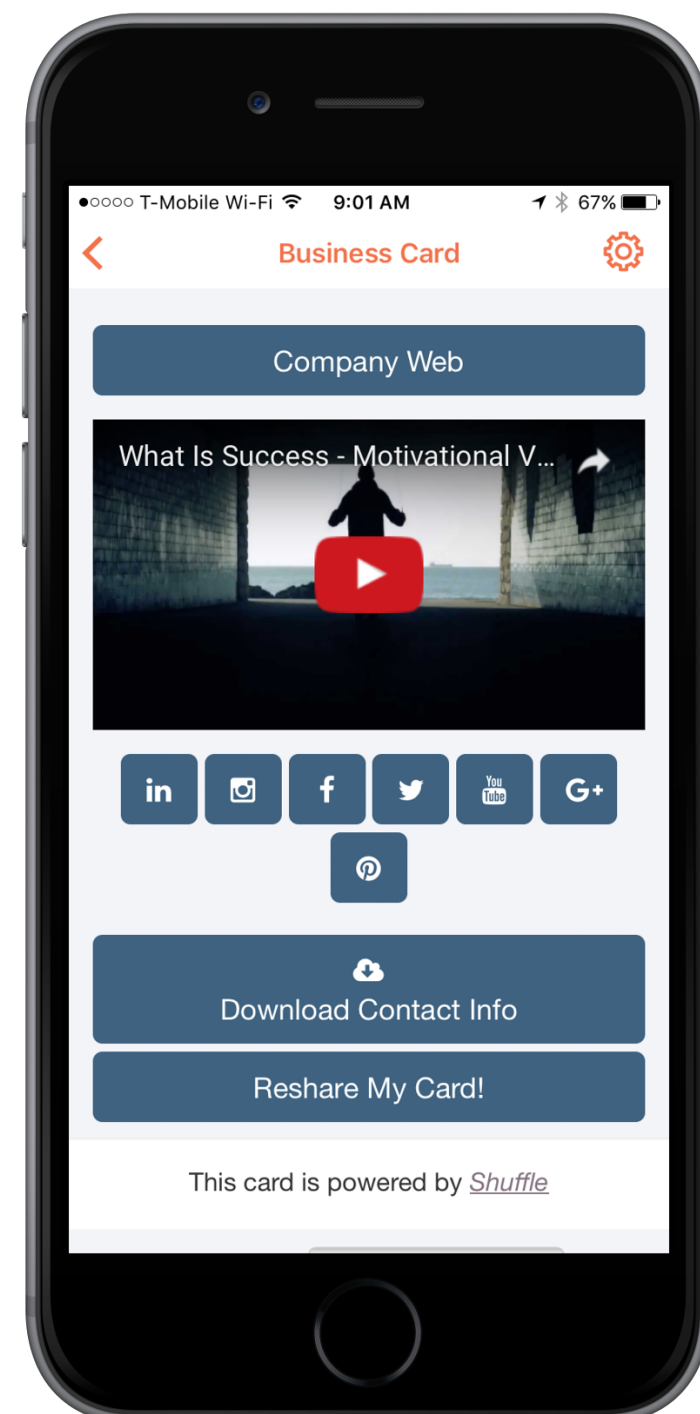 T-Mobile Wi-Fi 9:01 AM 67%
Business Card
Company Web
What Is Success - Motivational V...
in f You Tube G+
Download Contact Info
Reshare My Card!
This card is powered by Shuffle